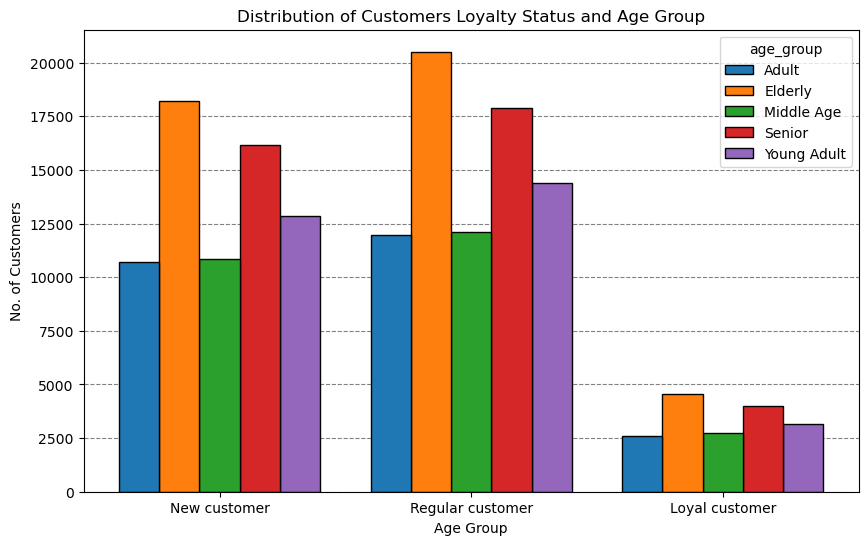 Distribution of Customers Loyalty Status and Age Group
No. of Customers
20000
17500
15000
12500
10000
7500
5000
2500
0
age_group
Adult
Elderly
Middle Age
Senior
Young Adult
New customer
Regular customer
Loyal customer
Age Group